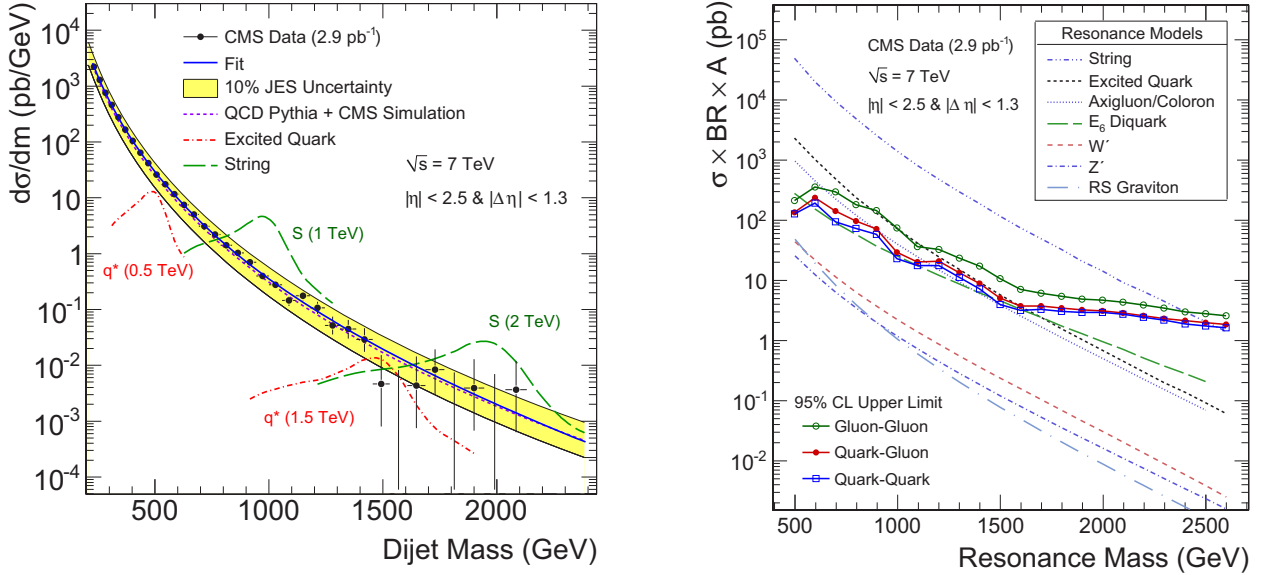 dσ/dm (pb/GeV)
10⁴
10³
10²
10
1
10⁻¹
10⁻²
10⁻³
10⁻⁴
CMS Data (2.9 pb⁻¹)
Fit
10% JES Uncertainty
QCD Pythia + CMS Simulation
Excited Quark
String
√s = 7 TeV
|η| < 2.5 & |Δη| < 1.3
S (1 TeV)
q* (0.5 TeV)
S (2 TeV)
q* (1.5 TeV)
500 1000 1500 2000
Dijet Mass (GeV)
σ × BR × A (pb)
10⁵
10⁴
10³
10²
10
1
10⁻¹
10⁻²
CMS Data (2.9 pb⁻¹)
√s = 7 TeV
|η| < 2.5 & |Δ η| < 1.3
Resonance Models
String
Excited Quark
Axigluon/Coloron
E₆ Diquark
W′
Z′
RS Graviton
95% CL Upper Limit
Gluon-Gluon
Quark-Gluon
Quark-Quark
500 1000 1500 2000 2500
Resonance Mass (GeV)